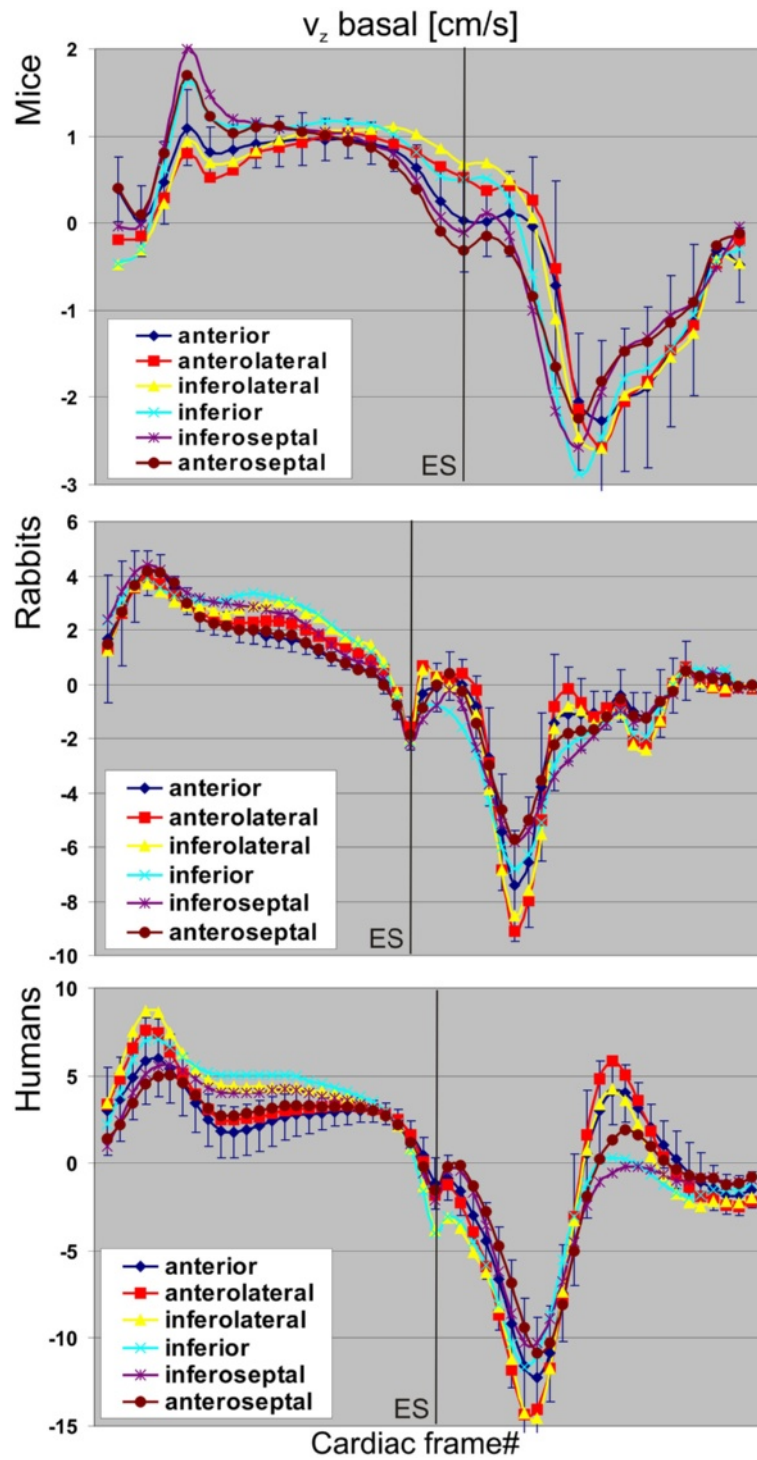 v_z basal [cm/s]
Mice
2
1
0
-1
-2
-3
anterior
anterolateral
inferolateral
inferior
inferoseptal
anteroseptal
ES
Rabbits
6
4
2
0
-2
-4
-6
-8
-10
anterior
anterolateral
inferolateral
inferior
inferoseptal
anteroseptal
ES
Humans
10
5
0
-5
-10
-15
anterior
anterolateral
inferolateral
inferior
inferoseptal
anteroseptal
ES
Cardiac frame#